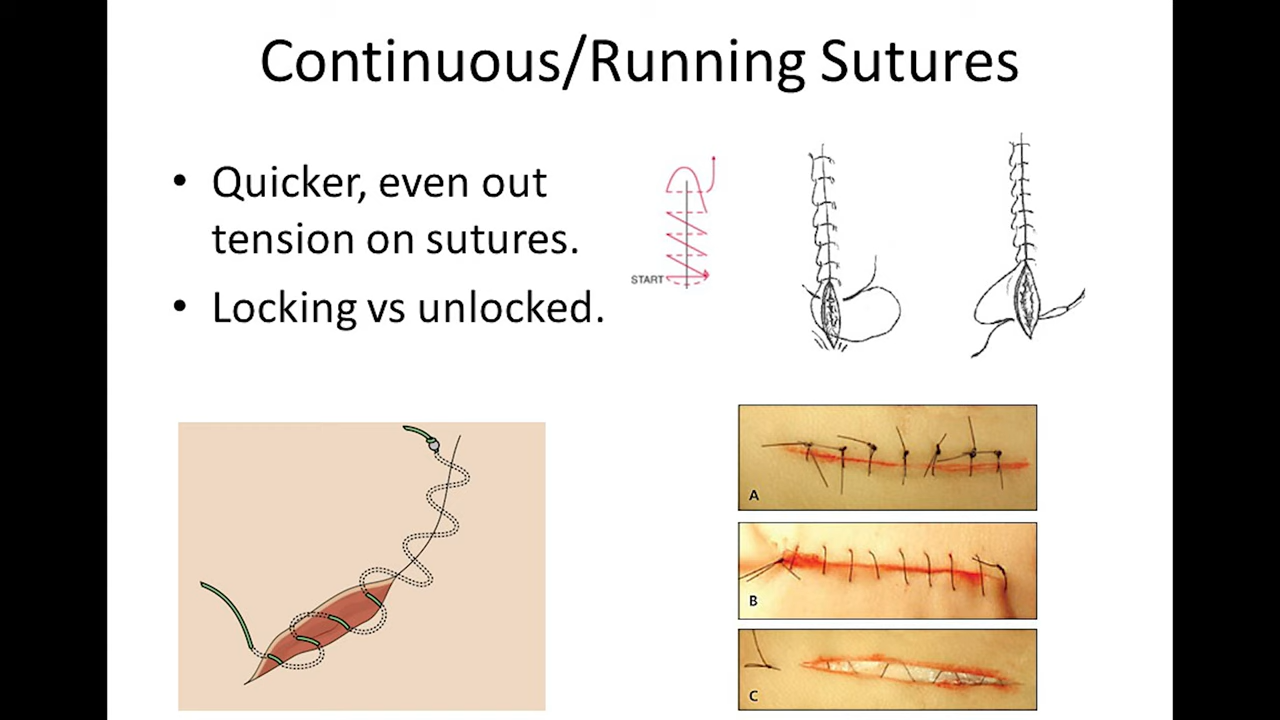 Continuous/Running Sutures
• Quicker, even out
tension on sutures.
• Locking vs unlocked.
START
A
B
C